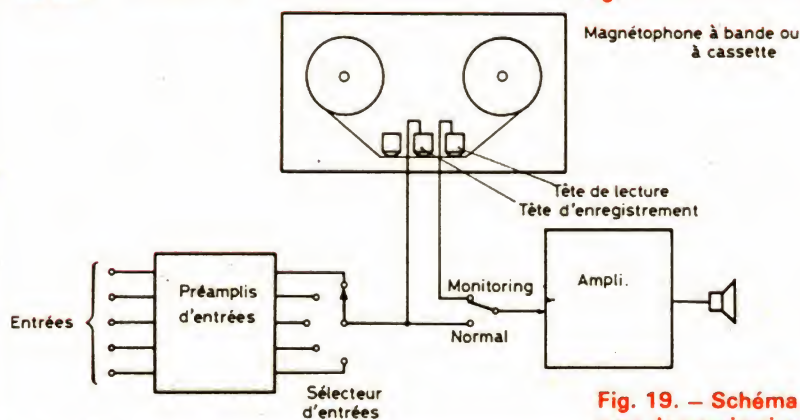 Magnétophone à bande ou
à cassette
Tête de lecture
Tête d'enregistrement
Entrées
Préamplis
d'entrées
Sélecteur
d'entrées
Monitoring
Normal
Ampli.
Fig. 19. — Schéma